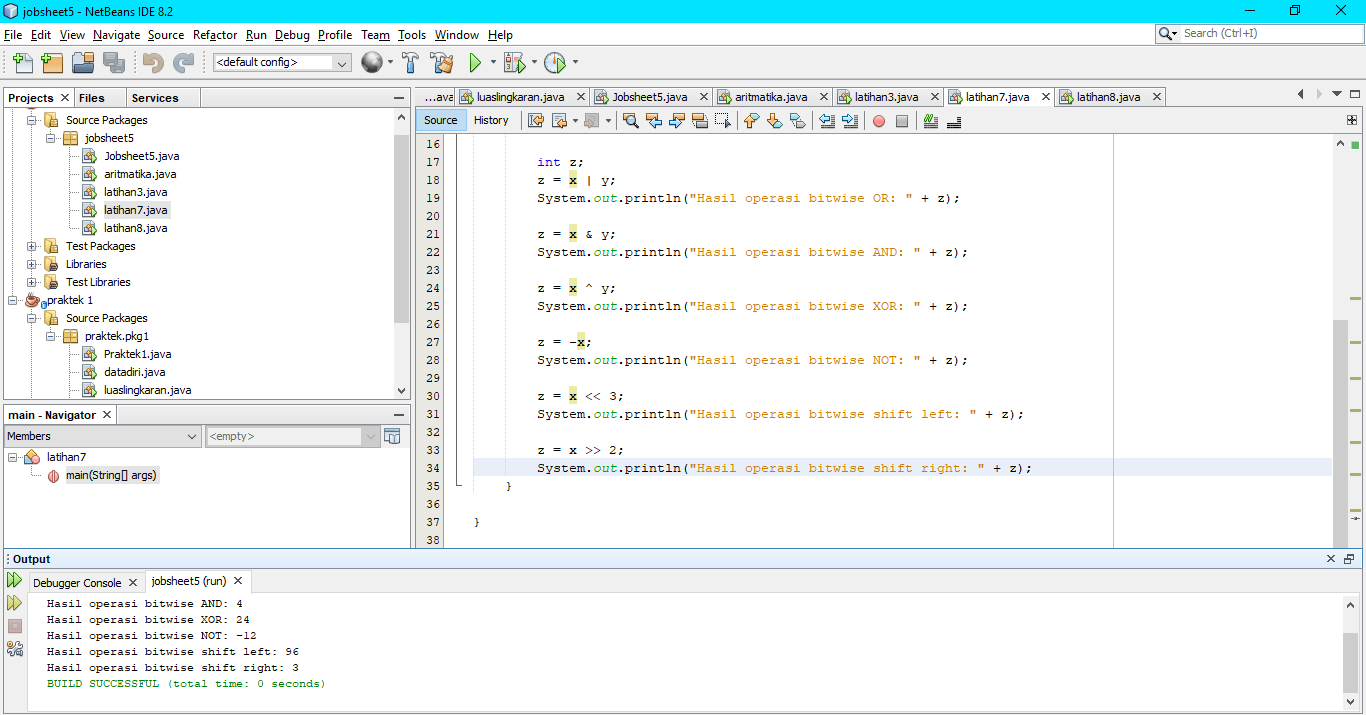 jobsheet5 - NetBeans IDE 8.2
File Edit View Navigate Source Refactor Run Debug Profile Team Tools Window Help
Search (Ctrl+I)
<default config>
Projects Files Services
Source Packages
jobsheet5
Jobsheet5.java
aritmatika.java
latihan3.java
latihan7.java
latihan8.java
Test Packages
Libraries
Test Libraries
praktek 1
Source Packages
praktek.pkg1
Praktek1.java
datadiri.java
luaslingkaran.java
main - Navigator
Members <empty>
latihan7
main(String[] args)
...ava luaslingkaran.java Jobsheet5.java aritmatika.java latihan3.java latihan7.java latihan8.java
Source History
16
17 int z;
18 z = x | y;
19 System.out.println("Hasil operasi bitwise OR: " + z);
20
21 z = x & y;
22 System.out.println("Hasil operasi bitwise AND: " + z);
23
24 z = x ^ y;
25 System.out.println("Hasil operasi bitwise XOR: " + z);
26
27 z = -x;
28 System.out.println("Hasil operasi bitwise NOT: " + z);
29
30 z = x << 3;
31 System.out.println("Hasil operasi bitwise shift left: " + z);
32
33 z = x >> 2;
34 System.out.println("Hasil operasi bitwise shift right: " + z);
35 }
36
37 }
38
Output
Debugger Console jobsheet5 (run)
Hasil operasi bitwise AND: 4
Hasil operasi bitwise XOR: 24
Hasil operasi bitwise NOT: -12
Hasil operasi bitwise shift left: 96
Hasil operasi bitwise shift right: 3
BUILD SUCCESSFUL (total time: 0 seconds)